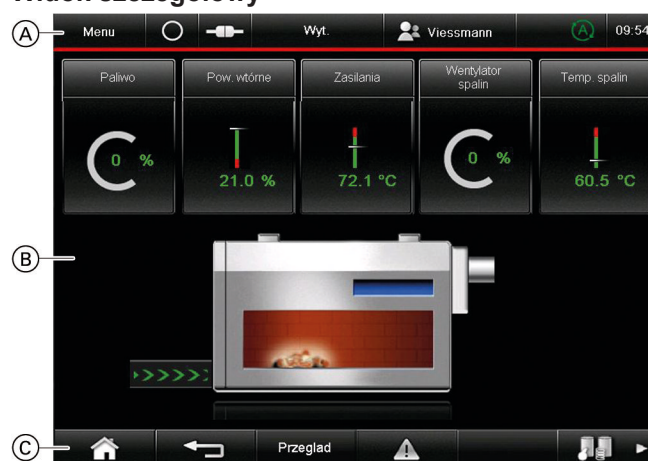 A
Menu
Wyt.
Viessmann
A
09:54
Paliwo
Pow. wtórne
Zasilania
Wentylator
spalin
Temp. spalin
0 %
21.0 %
72.1 °C
0 %
60.5 °C
B
C
Przeglad